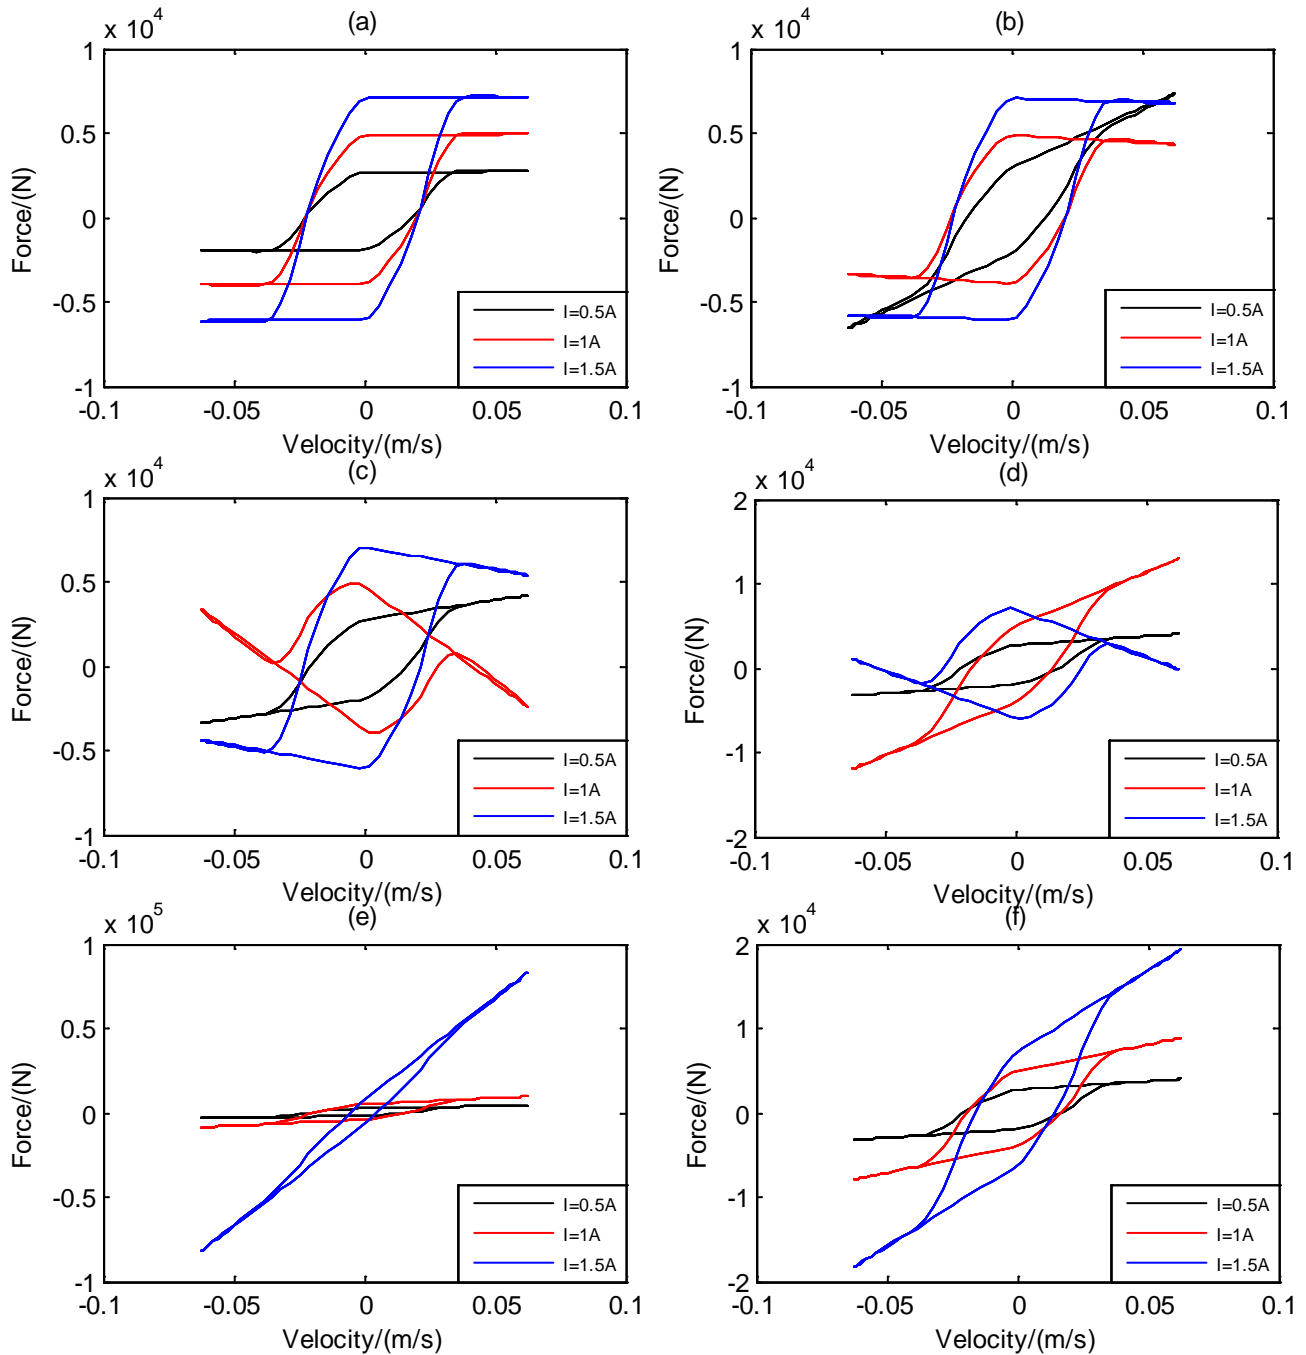 (a)
x 10^4
1
0.5
0
-0.5
-1
Force/(N)
-0.1 -0.05 0 0.05 0.1
Velocity/(m/s)
I=0.5A
I=1A
I=1.5A
(b)
x 10^4
1
0.5
0
-0.5
-1
Force/(N)
-0.1 -0.05 0 0.05 0.1
Velocity/(m/s)
I=0.5A
I=1A
I=1.5A
(c)
x 10^4
1
0.5
0
-0.5
-1
Force/(N)
-0.1 -0.05 0 0.05 0.1
Velocity/(m/s)
I=0.5A
I=1A
I=1.5A
(d)
x 10^4
2
1
0
-1
-2
Force/(N)
-0.1 -0.05 0 0.05 0.1
Velocity/(m/s)
I=0.5A
I=1A
I=1.5A
(e)
x 10^5
1
0.5
0
-0.5
-1
Force/(N)
-0.1 -0.05 0 0.05 0.1
Velocity/(m/s)
I=0.5A
I=1A
I=1.5A
(f)
x 10^4
2
1
0
-1
-2
Force/(N)
-0.1 -0.05 0 0.05 0.1
Velocity/(m/s)
I=0.5A
I=1A
I=1.5A